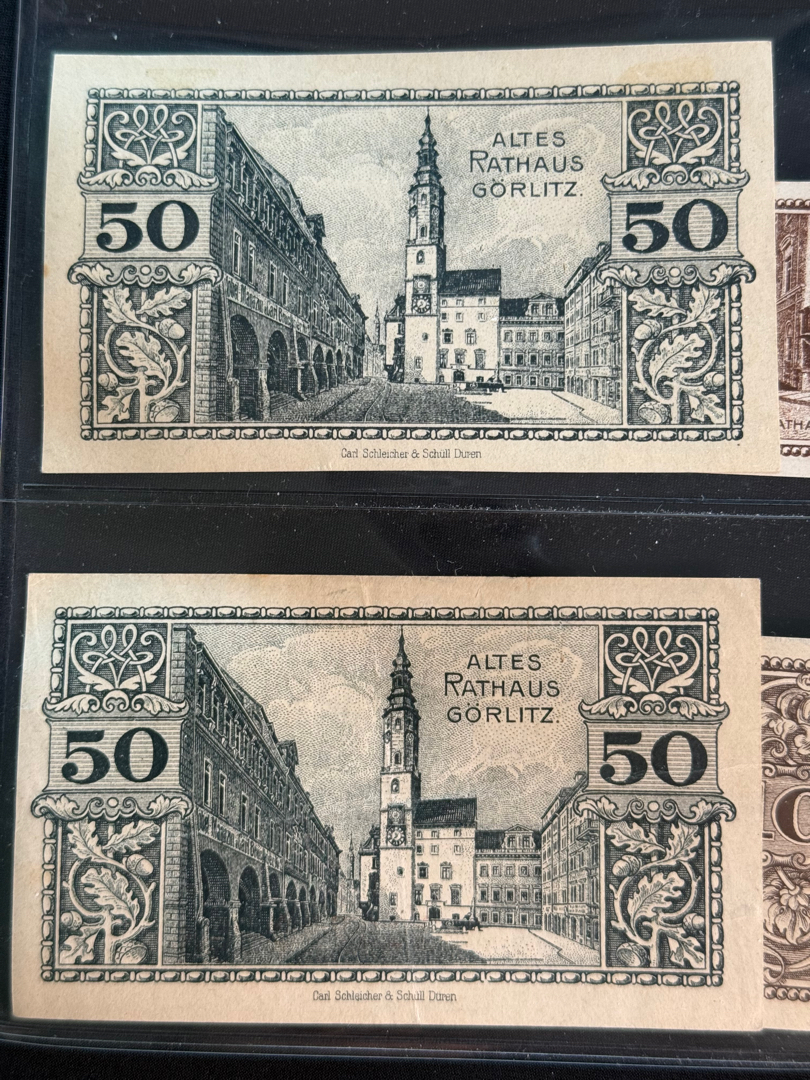 ALTES
RATHAUS
GÖRLITZ.
50 50
Carl Schleicher & Schüll Düren
ALTES
RATHAUS
GÖRLITZ.
50 50
Carl Schleicher & Schüll Düren